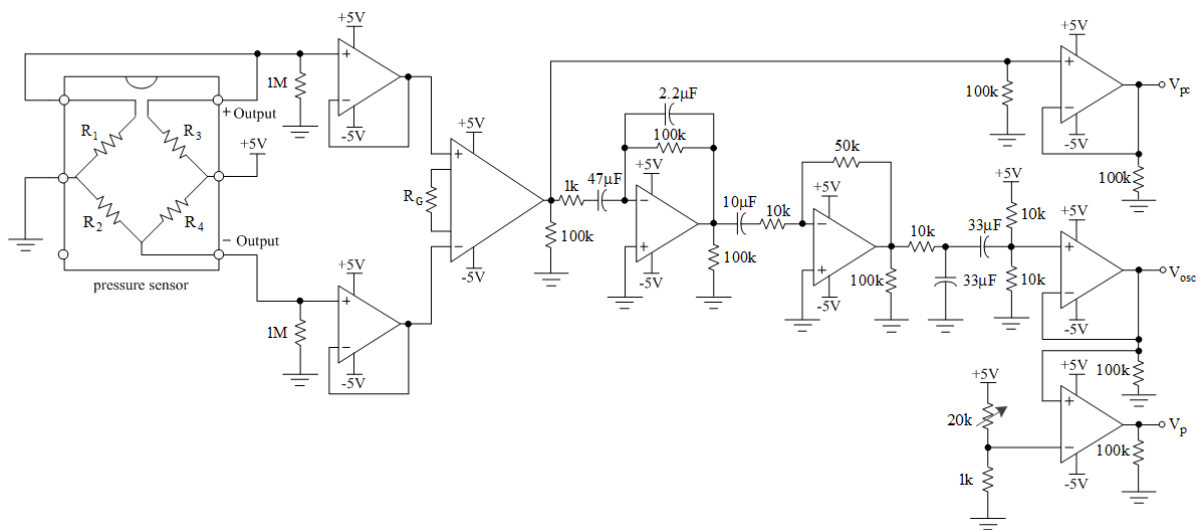 +5V
+5V
1M
+
−
-5V
+ Output
R1
R3
+5V
R2
R4
− Output
pressure sensor
+5V
1M
+
−
-5V
+5V
+
RG
−
-5V
100k
1k
47μF
2.2μF
100k
+5V
−
+
-5V
100k
10μF
10k
50k
+5V
−
+
-5V
100k
10k
33μF
33μF
+5V
10k
10k
100k
+
−
-5V
Vpc
100k
+5V
+
−
-5V
Vosc
100k
+5V
20k
1k
+5V
+
−
-5V
Vp
100k